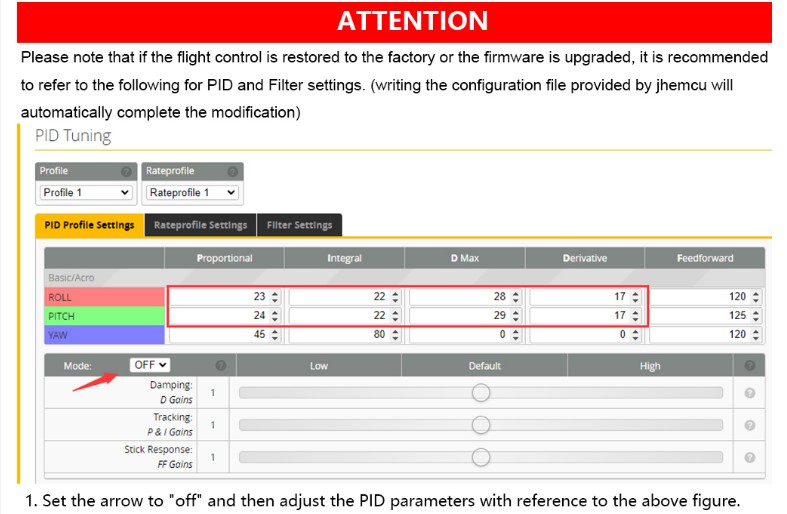 ATTENTION
Please note that if the flight control is restored to the factory or the firmware is upgraded, it is recommended
to refer to the following for PID and Filter settings. (writing the configuration file provided by jhemcu will
automatically complete the modification)
PID Tuning
Profile ? Rateprofile ?
Profile 1 Rateprofile 1
PID Profile Settings Rateprofile Settings Filter Settings
Proportional Integral D Max Derivative Feedforward
Basic/Acro
ROLL 23 22 28 17 120
PITCH 24 22 29 17 125
YAW 45 80 0 0 120
Mode: OFF ? Low Default High ?
Damping: 1 ?
D Gains
Tracking: 1 ?
P & I Gains
Stick Response: 1 ?
FF Gains
1. Set the arrow to "off" and then adjust the PID parameters with reference to the above figure.